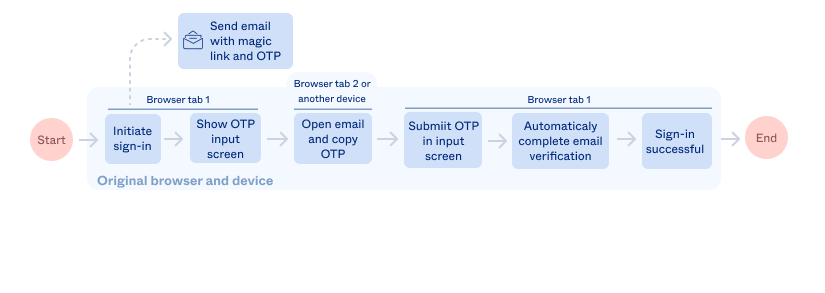 Send email
with magic
link and OTP
Browser tab 1
Browser tab 2 or
another device
Browser tab 1
Start
Initiate
sign-in
Show OTP
input
screen
Open email
and copy
OTP
Submiit OTP
in input
screen
Automaticaly
complete email
verification
Sign-in
successful
End
Original browser and device